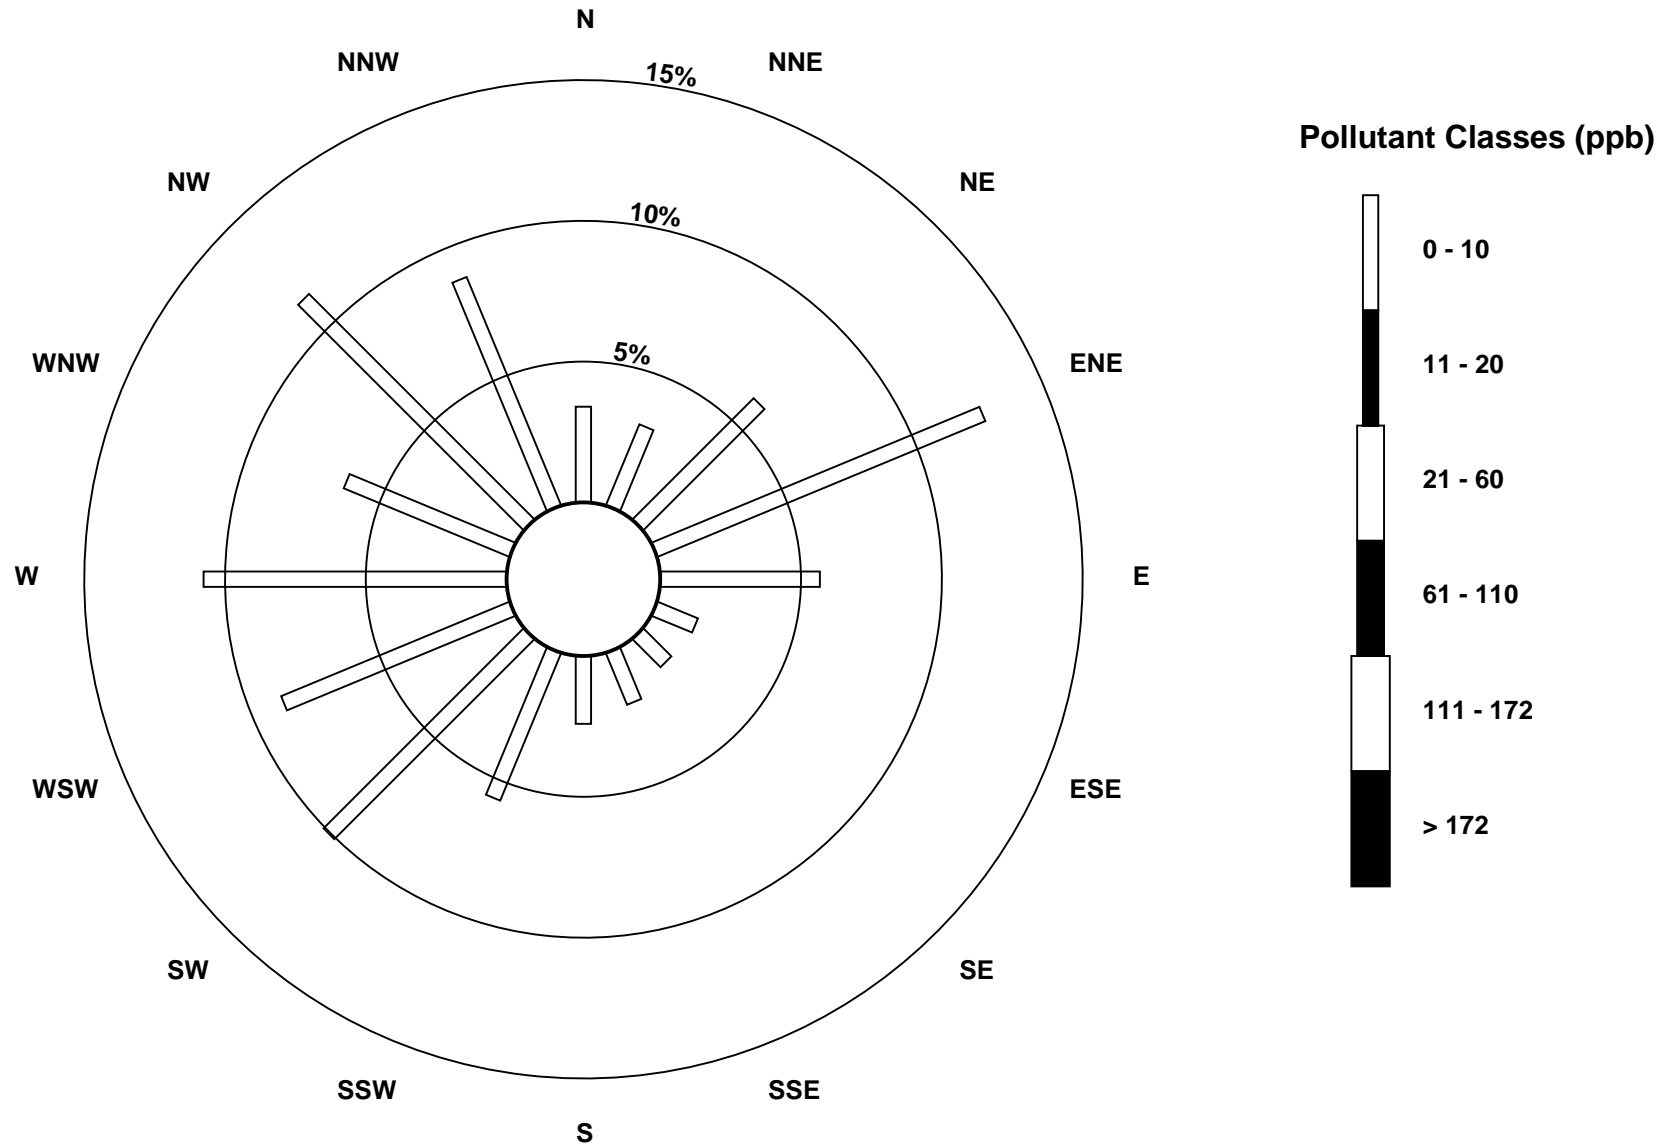 N
NNW
NNE
15%
Pollutant Classes (ppb)
NW
NE
10%
0 - 10
5%
WNW
ENE
11 - 20
21 - 60
W
E
61 - 110
111 - 172
WSW
ESE
> 172
SW
SE
SSW
SSE
S